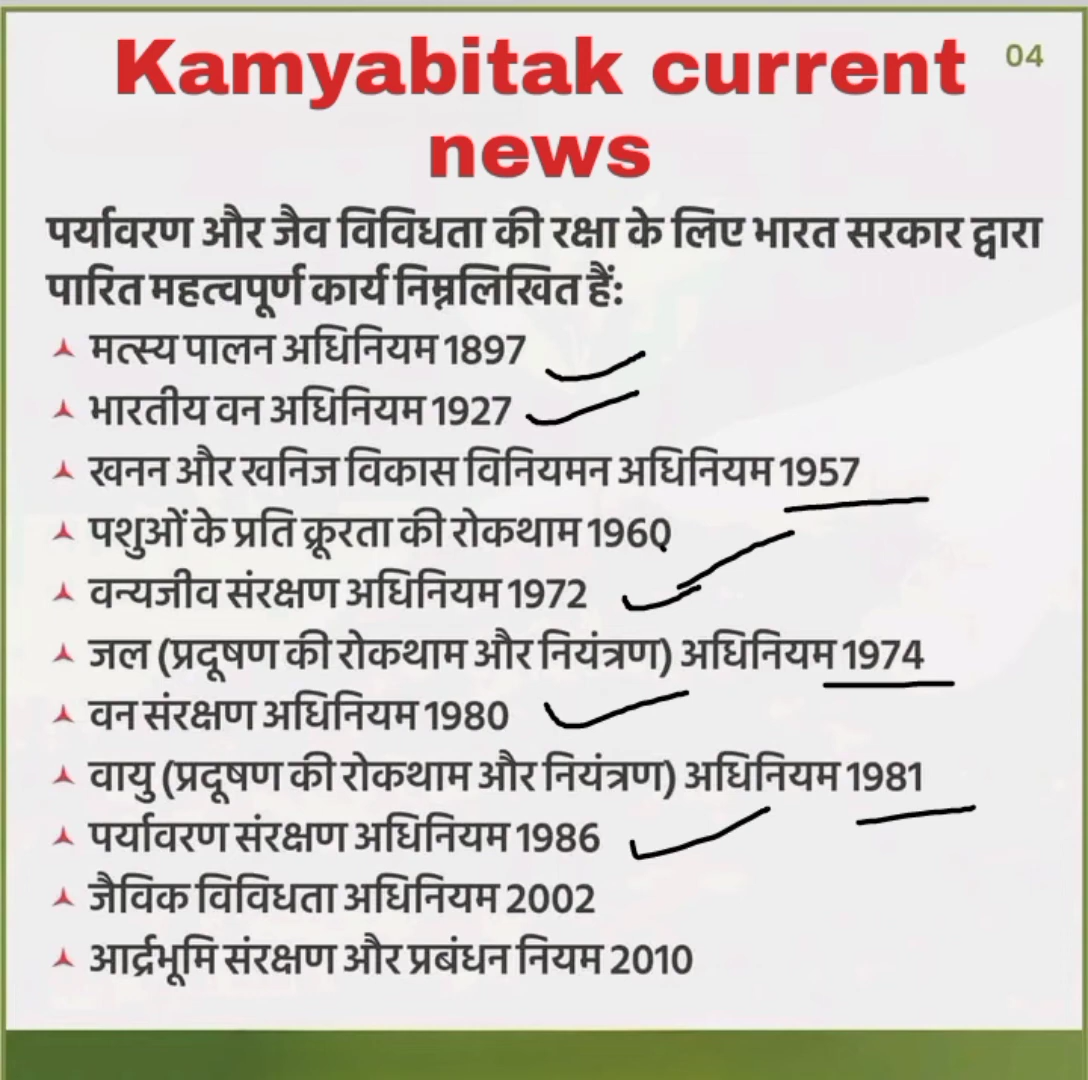 Kamyabitak current
04
news
पर्यावरण और जैव विविधता की रक्षा के लिए भारत सरकार द्वारा
पारित महत्वपूर्ण कार्य निम्नलिखित हैं:
मत्स्य पालन अधिनियम 1897
भारतीय वन अधिनियम 1927
खनन और खनिज विकास विनियमन अधिनियम 1957
पशुओं के प्रति क्रूरता की रोकथाम 1960
वन्यजीव संरक्षण अधिनियम 1972
जल (प्रदूषण की रोकथाम और नियंत्रण) अधिनियम 1974
वन संरक्षण अधिनियम 1980
वायु (प्रदूषण की रोकथाम और नियंत्रण) अधिनियम 1981
पर्यावरण संरक्षण अधिनियम 1986
जैविक विविधता अधिनियम 2002
आर्द्रभूमि संरक्षण और प्रबंधन नियम 2010